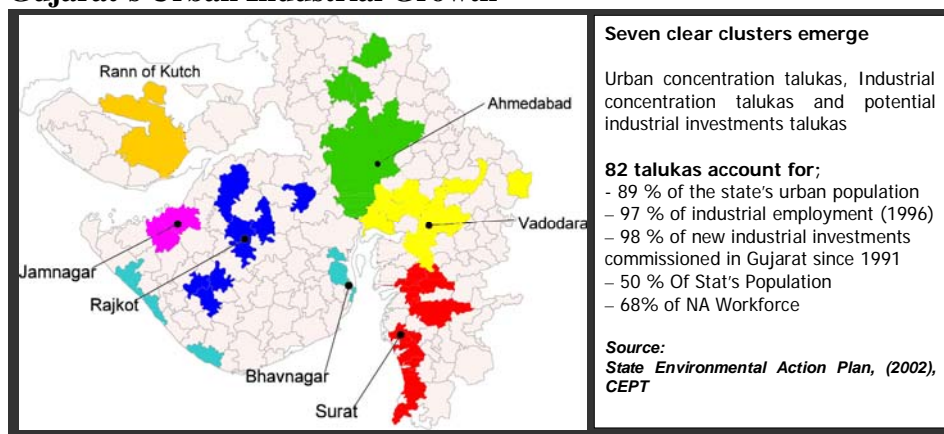 Gujarat's Urban Industrial Growth
Rann of Kutch
Ahmedabad
Vadodara
Jamnagar
Rajkot
Bhavnagar
Surat
Seven clear clusters emerge
Urban concentration talukas, Industrial
concentration talukas and potential
industrial investments talukas
82 talukas account for;
- 89 % of the state's urban population
– 97 % of industrial employment (1996)
– 98 % of new industrial investments
commissioned in Gujarat since 1991
– 50 % Of Stat's Population
– 68% of NA Workforce
Source:
State Environmental Action Plan, (2002),
CEPT